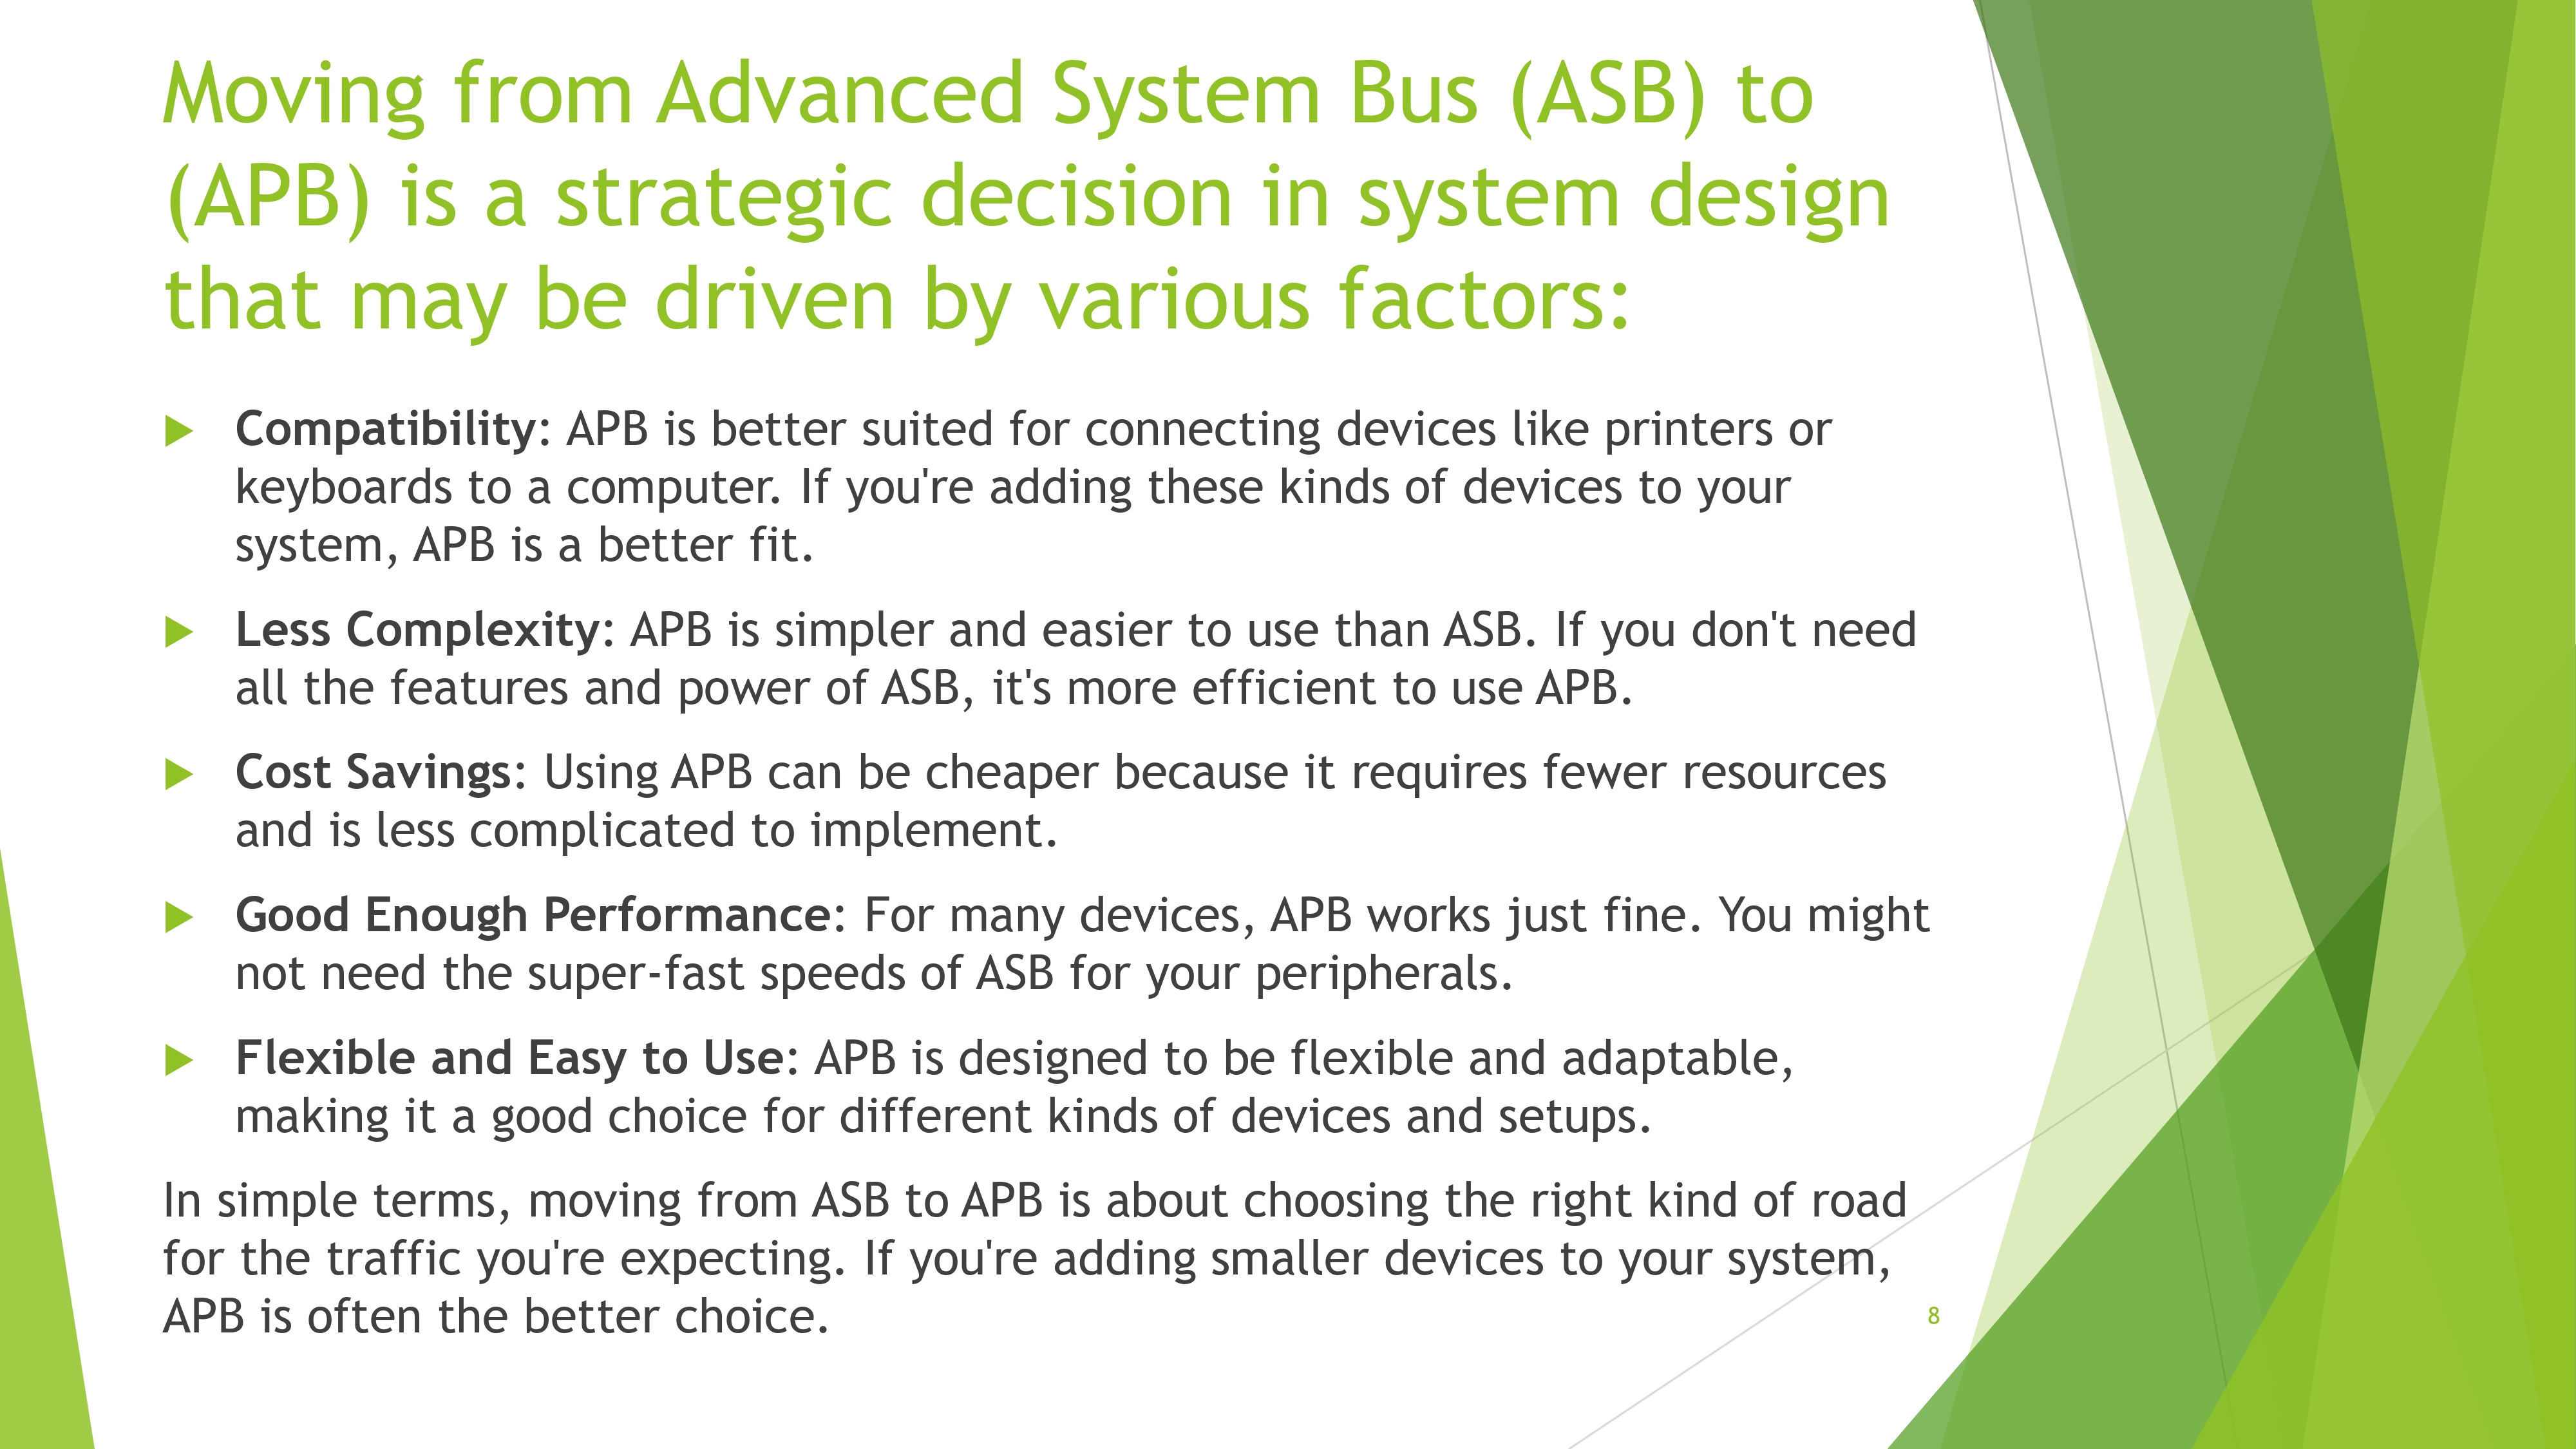 Moving from Advanced System Bus (ASB) to
(APB) is a strategic decision in system design
that may be driven by various factors:
Compatibility: APB is better suited for connecting devices like printers or
keyboards to a computer. If you're adding these kinds of devices to your
system, APB is a better fit.
Less Complexity: APB is simpler and easier to use than ASB. If you don't need
all the features and power of ASB, it's more efficient to use APB.
Cost Savings: Using APB can be cheaper because it requires fewer resources
and is less complicated to implement.
Good Enough Performance: For many devices, APB works just fine. You might
not need the super-fast speeds of ASB for your peripherals.
Flexible and Easy to Use: APB is designed to be flexible and adaptable,
making it a good choice for different kinds of devices and setups.
In simple terms, moving from ASB to APB is about choosing the right kind of road
for the traffic you're expecting. If you're adding smaller devices to your system,
APB is often the better choice.
8